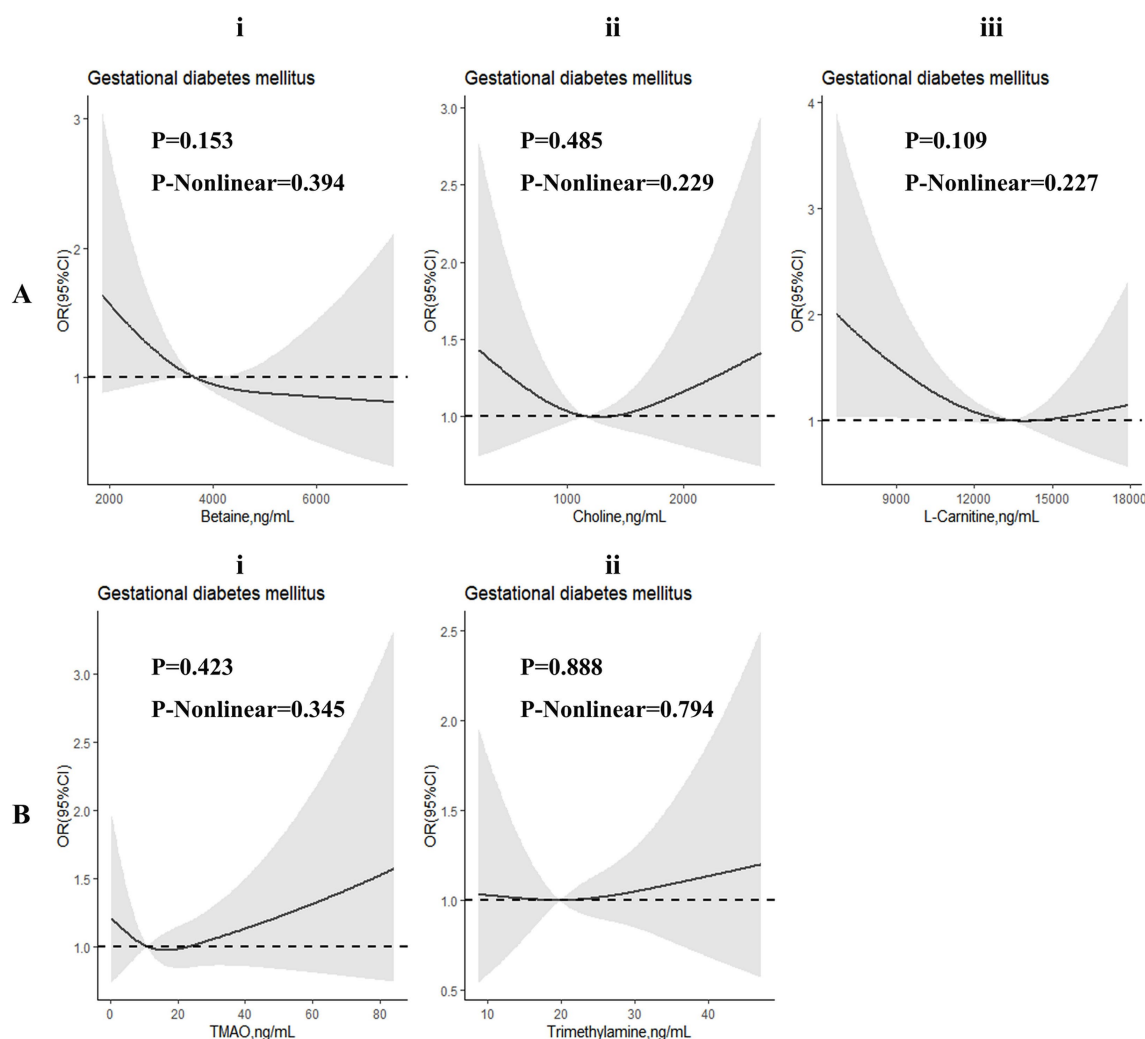 i
ii
iii
A
Gestational diabetes mellitus
P=0.153
P-Nonlinear=0.394
OR(95%CI)
3
2
1
2000 4000 6000
Betaine,ng/mL
Gestational diabetes mellitus
P=0.485
P-Nonlinear=0.229
OR(95%CI)
3.0
2.5
2.0
1.5
1.0
1000 2000
Choline,ng/mL
Gestational diabetes mellitus
P=0.109
P-Nonlinear=0.227
OR(95%CI)
4
3
2
1
9000 12000 15000 18000
L-Carnitine,ng/mL
B
i
Gestational diabetes mellitus
P=0.423
P-Nonlinear=0.345
OR(95%CI)
3.0
2.5
2.0
1.5
1.0
0 20 40 60 80
TMAO,ng/mL
ii
Gestational diabetes mellitus
P=0.888
P-Nonlinear=0.794
OR(95%CI)
2.5
2.0
1.5
1.0
0.5
10 20 30 40
Trimethylamine,ng/mL